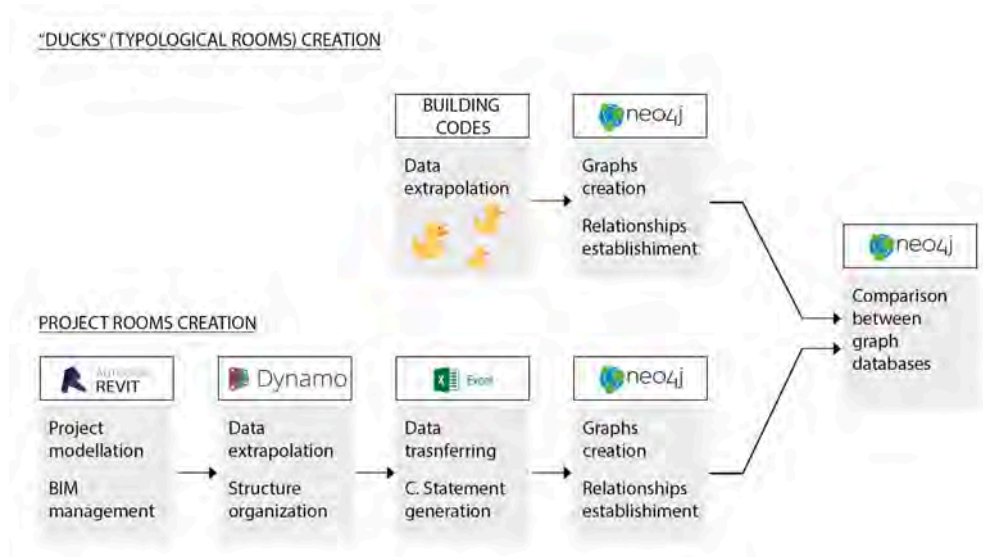 "DUCKS" (TYPOLOGICAL ROOMS) CREATION
BUILDING
CODES
Data
extrapolation
neo4j
Graphs
creation
Relationships
establishiment
neo4j
Comparison
between
graph
databases
PROJECT ROOMS CREATION
AUTODESK
REVIT
Project
modellation
BIM
management
Dynamo
Data
extrapolation
Structure
organization
Excel
Data
trasnferring
C. Statement
generation
neo4j
Graphs
creation
Relationships
establishiment